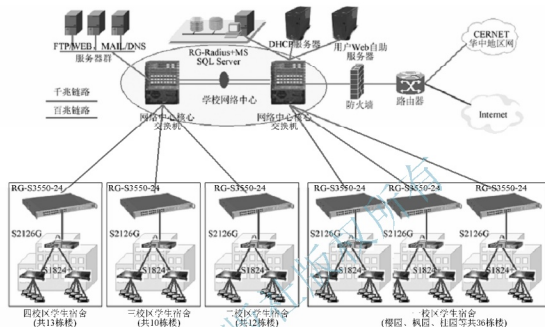 FTP/WEB、MAIL/DNS
服务器群
RG-Radius+MS
SQL Server
DHCP服务器
用户Web自助
服务器
CERNET
华中地区网
千兆链路
百兆链路
学校网络中心
网络中心核心
交换机
网络中心核心
交换机
防火墙
路由器
Internet
RG-S3550-24
RG-S3550-24
RG-S3550-24
RG-S3550-24
RG-S3550-24
RG-S3550-24
S2126G
S2126G
S2126G
S2126G
S2126G
S2126G
S1824+
S1824+
S1824+
S1824+
四校区学生宿舍
(共13栋楼)
三校区学生宿舍
(共10栋楼)
二校区学生宿舍
(共12栋楼)
一校区学生宿舍
(樱园、枫园、桂园等共36栋楼)